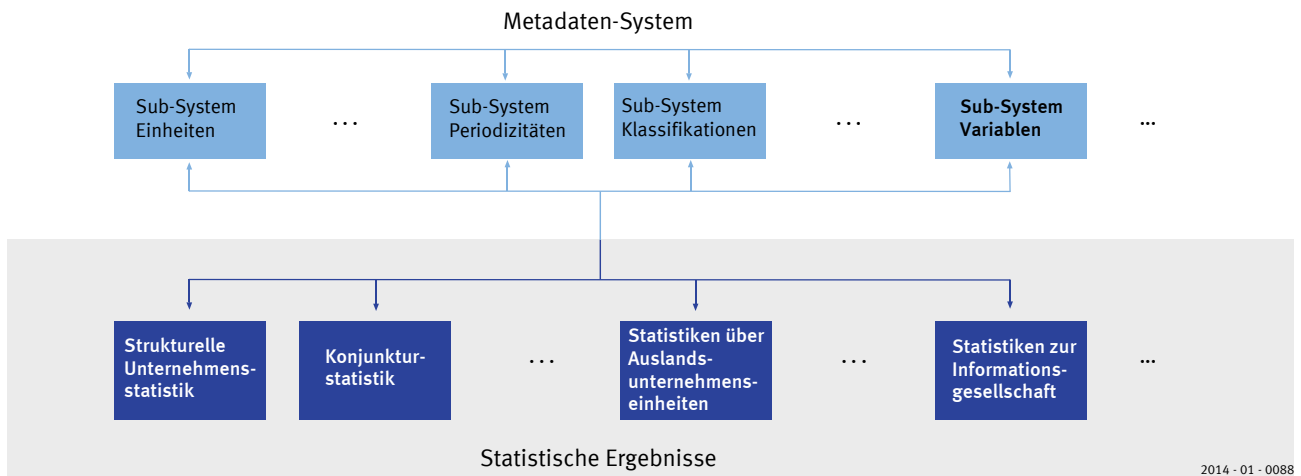 Metadaten-System
Sub-System
Einheiten
...
Sub-System
Periodizitäten
Sub-System
Klassifikationen
...
Sub-System
Variablen
...
Strukturelle
Unternehmens-
statistik
Konjunktur-
statistik
...
Statistiken über
Auslands-
unternehmens-
einheiten
...
Statistiken zur
Informations-
gesellschaft
...
Statistische Ergebnisse
2014 - 01 - 0088